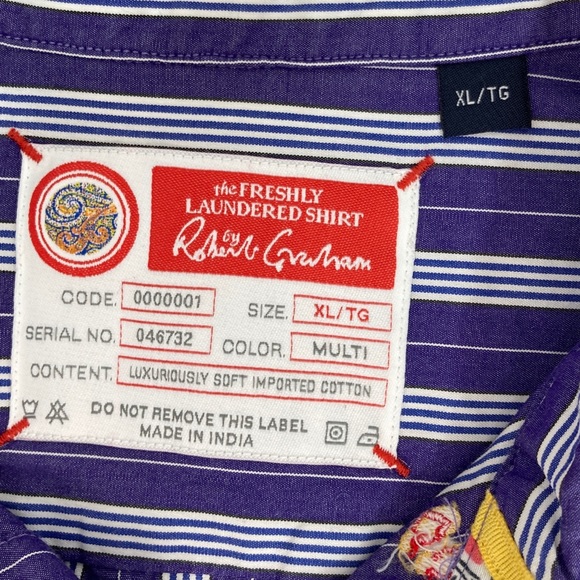 XL/TG
the FRESHLY
LAUNDERED SHIRT
by
Robert Graham
CODE. 0000001
SIZE. XL/TG
SERIAL NO. 046732
COLOR. MULTI
CONTENT. LUXURIOUSLY SOFT IMPORTED COTTON
DO NOT REMOVE THIS LABEL
MADE IN INDIA